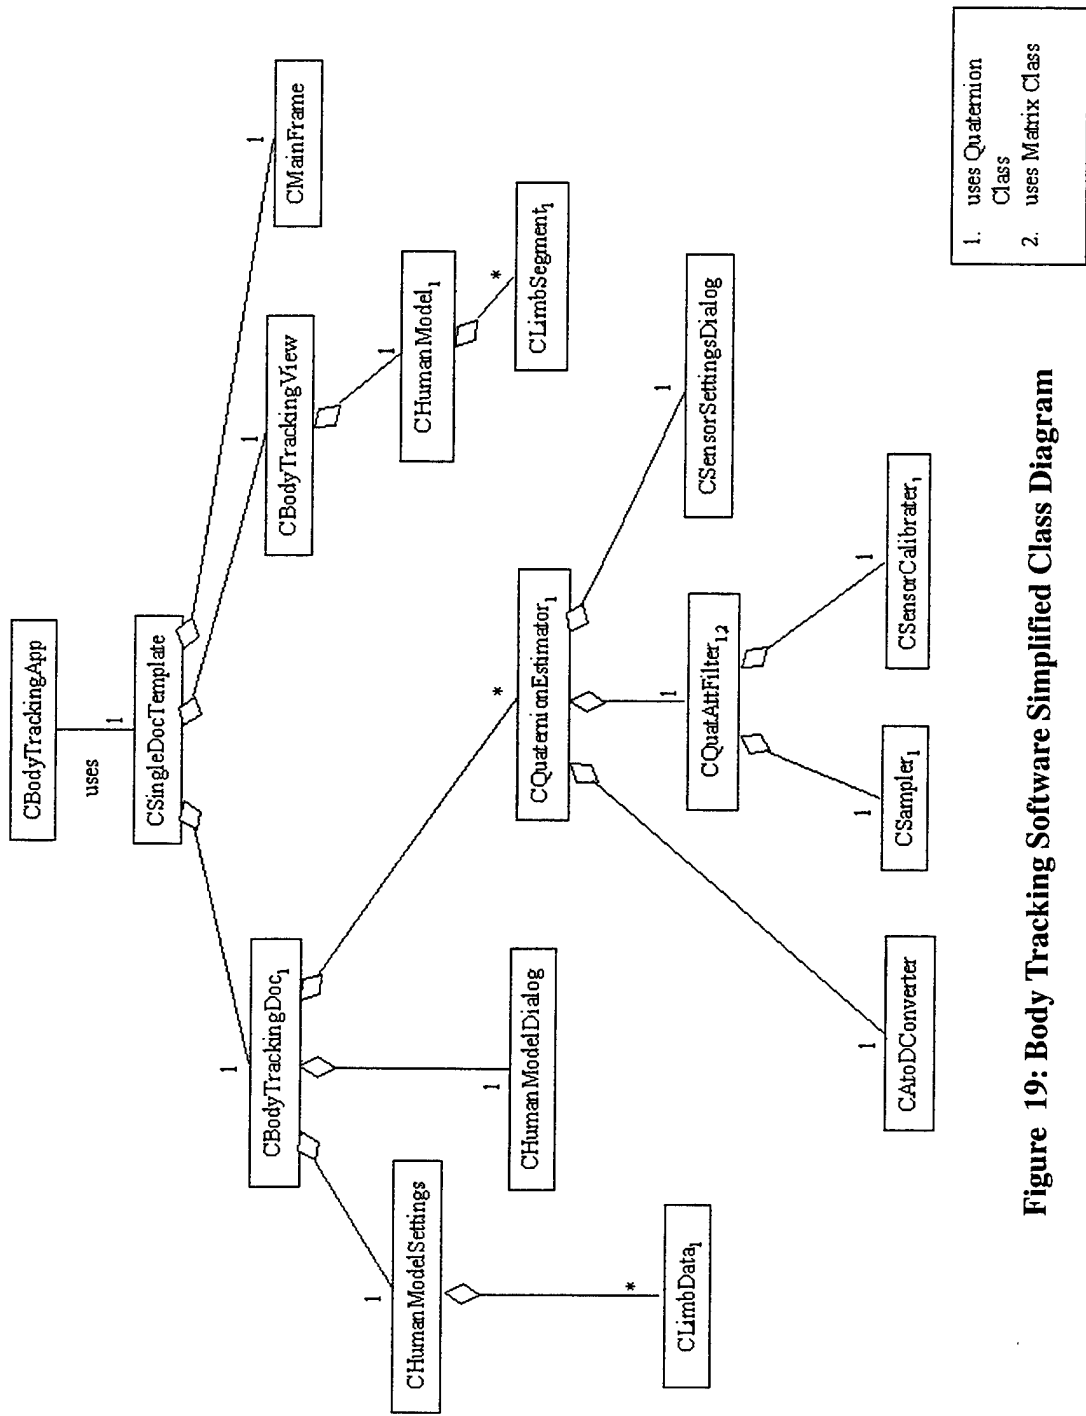 CBodyTrackingApp
uses
1
CSingleDocTemplate
1
1
1
CBodyTrackingDoc1
CBodyTrackingView
CMainFrame
1
1
*
1
CHumanModelSettings
CHumanModelDialog
CQuaternionEstimator1
CHumanModel1
*
*
CLimbData1
CLimbSegment1
1
1
1
CAtoDConverter
CQuatAttFilter1,2
CSensorSettingsDialog
1
1
CSampler1
CSensorCalibrater1
1. uses Quaternion
Class
2. uses Matrix Class
Figure 19: Body Tracking Software Simplified Class Diagram